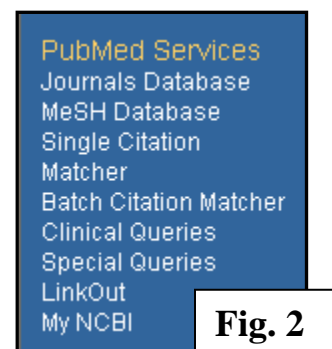 PubMed Services
Journals Database
MeSH Database
Single Citation
Matcher
Batch Citation Matcher
Clinical Queries
Special Queries
LinkOut
My NCBI
Fig. 2